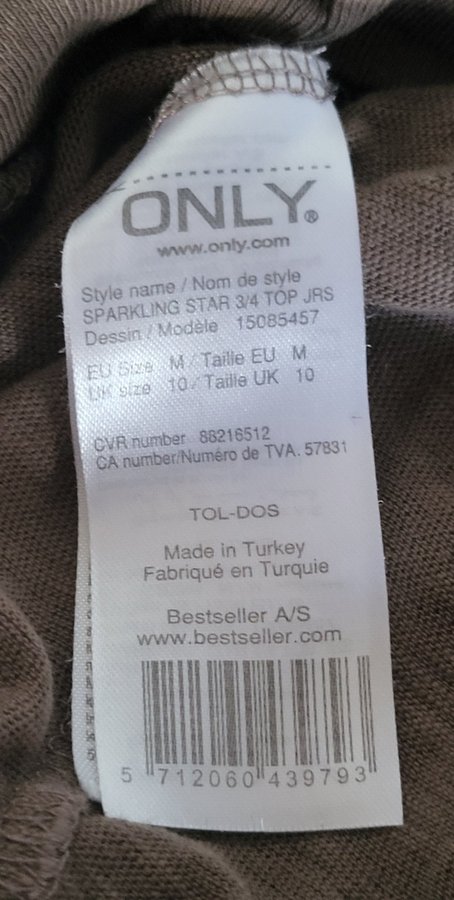 ONLY®
www.only.com
Style name / Nom de style
SPARKLING STAR 3/4 TOP JRS
Dessin / Modèle 15085457
EU Size M / Taille EU M
UK size 10 / Taille UK 10
CVR number 88216512
CA number/Numéro de TVA. 57831
TOL-DOS
Made in Turkey
Fabriqué en Turquie
Bestseller A/S
www.bestseller.com
5 712060 439793